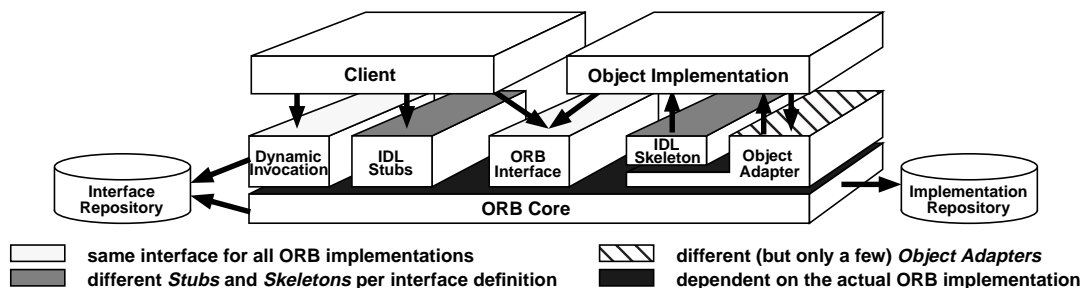 Client
Object Implementation
Dynamic
Invocation
IDL
Stubs
ORB
Interface
IDL
Skeleton
Object
Adapter
Interface
Repository
ORB Core
Implementation
Repository
same interface for all ORB implementations
different (but only a few) Object Adapters
different Stubs and Skeletons per interface definition
dependent on the actual ORB implementation